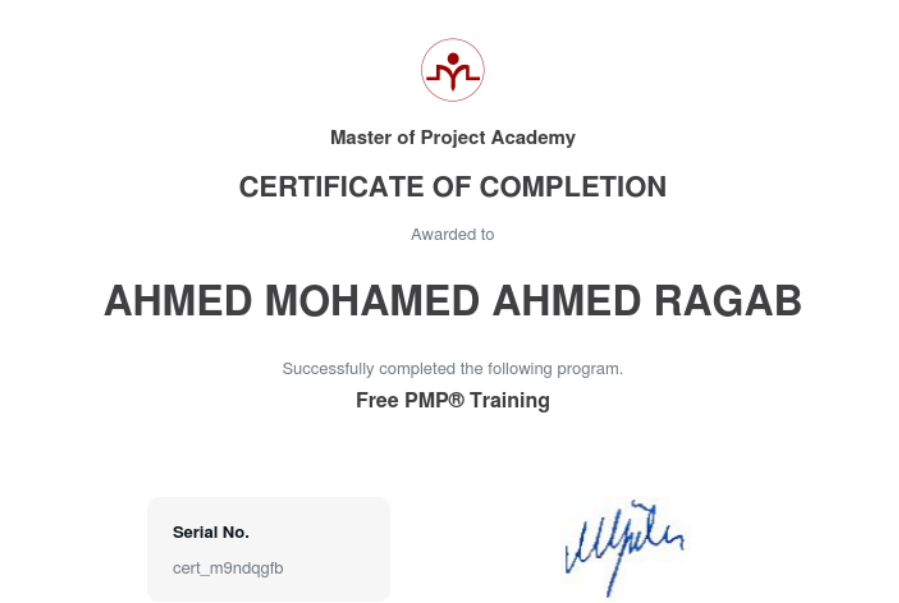 Master of Project Academy
CERTIFICATE OF COMPLETION
Awarded to
AHMED MOHAMED AHMED RAGAB
Successfully completed the following program.
Free PMP® Training
Serial No.
cert_m9ndqgfb